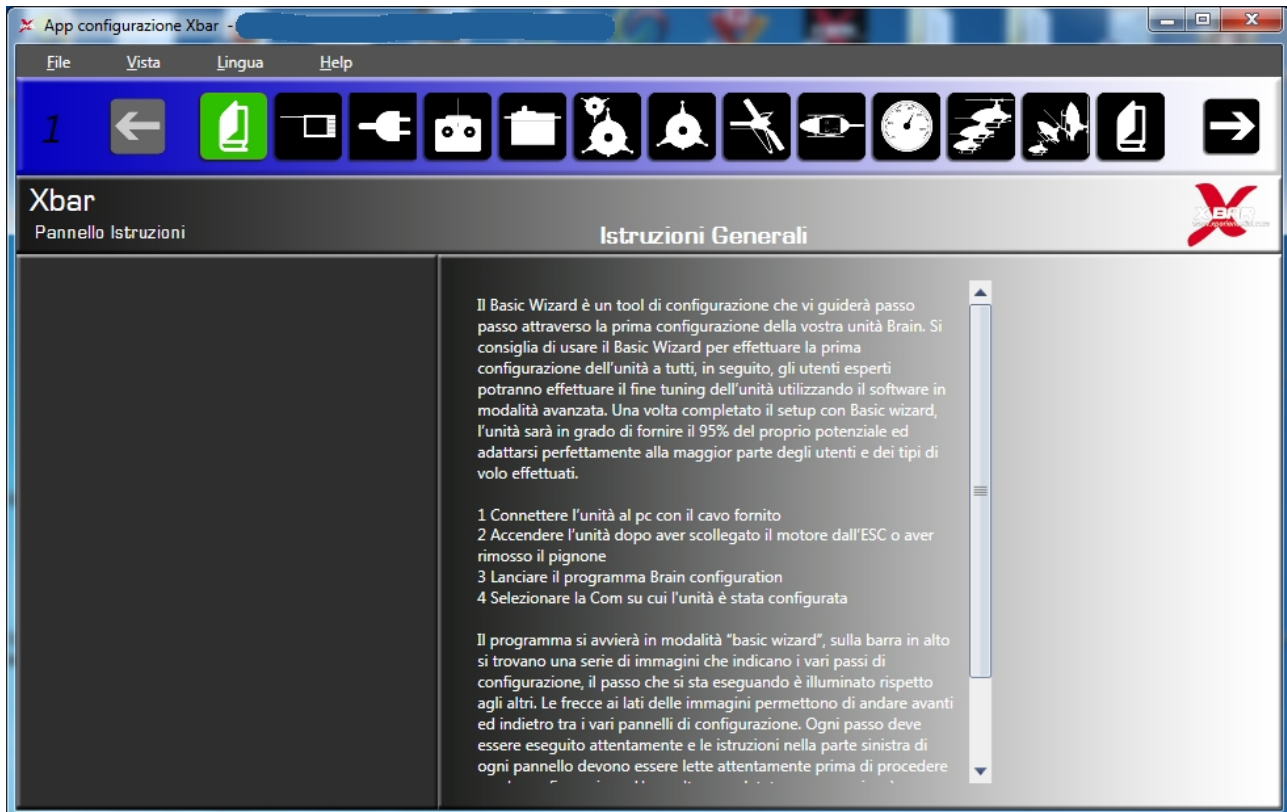 App configurazione Xbar -
File Vista Lingua Help
1
Xbar
Pannello Istruzioni
Istruzioni Generali
XBAR
Il Basic Wizard è un tool di configurazione che vi guiderà passo
passo attraverso la prima configurazione della vostra unità Brain. Si
consiglia di usare il Basic Wizard per effettuare la prima
configurazione dell'unità a tutti, in seguito, gli utenti esperti
potranno effettuare il fine tuning dell'unità utilizzando il software in
modalità avanzata. Una volta completato il setup con Basic wizard,
l'unità sarà in grado di fornire il 95% del proprio potenziale ed
adattarsi perfettamente alla maggior parte degli utenti e dei tipi di
volo effettuati.
1 Connettere l'unità al pc con il cavo fornito
2 Accendere l'unità dopo aver scollegato il motore dall'ESC o aver
rimosso il pignone
3 Lanciare il programma Brain configuration
4 Selezionare la Com su cui l'unità è stata configurata
Il programma si avvierà in modalità "basic wizard", sulla barra in alto
si trovano una serie di immagini che indicano i vari passi di
configurazione, il passo che si sta eseguando è illuminato rispetto
agli altri. Le frecce ai lati delle immagini permettono di andare avanti
ed indietro tra i vari pannelli di configurazione. Ogni passo deve
essere eseguito attentamente e le istruzioni nella parte sinistra di
ogni pannello devono essere lette attentamente prima di procedere